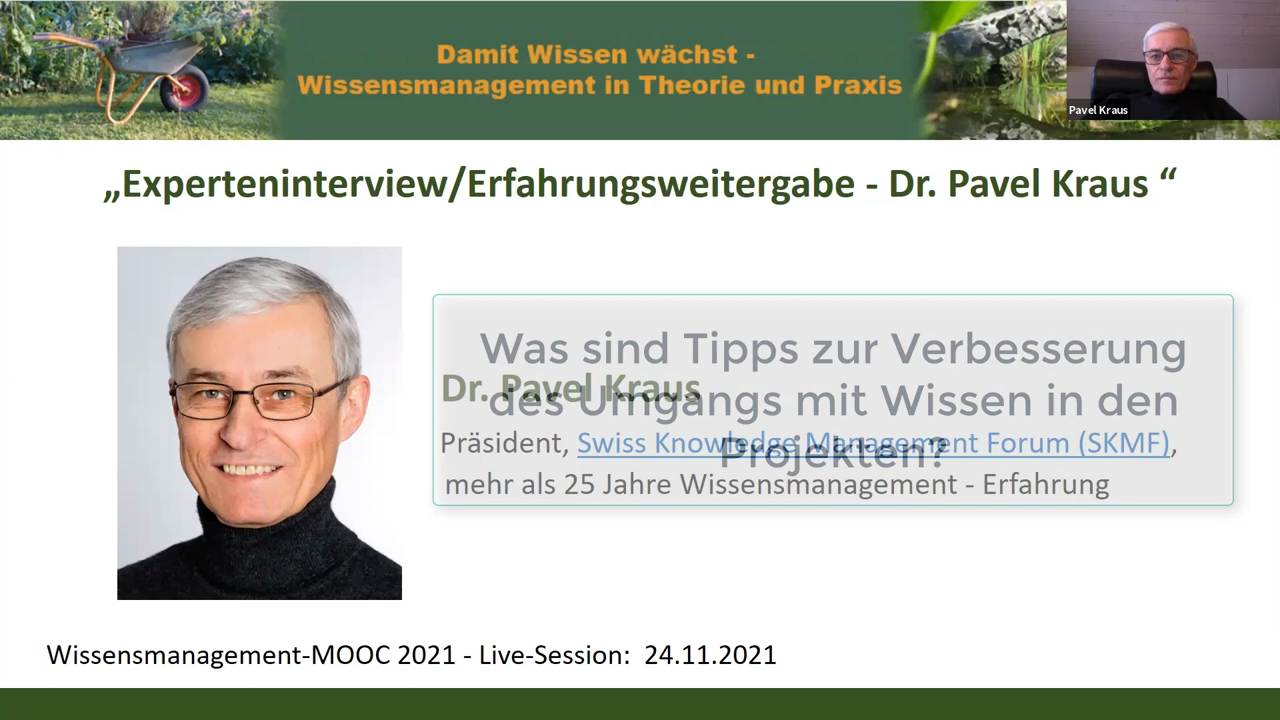 Damit Wissen wächst -
Wissensmanagement in Theorie und Praxis
Pavel Kraus
„Experteninterview/Erfahrungsweitergabe - Dr. Pavel Kraus “
Was sind Tipps zur Verbesserung
des Umgangs mit Wissen in den
Projekten?
Dr. Pavel Kraus
Präsident, Swiss Knowledge Management Forum (SKMF),
mehr als 25 Jahre Wissensmanagement - Erfahrung
Wissensmanagement-MOOC 2021 - Live-Session: 24.11.2021